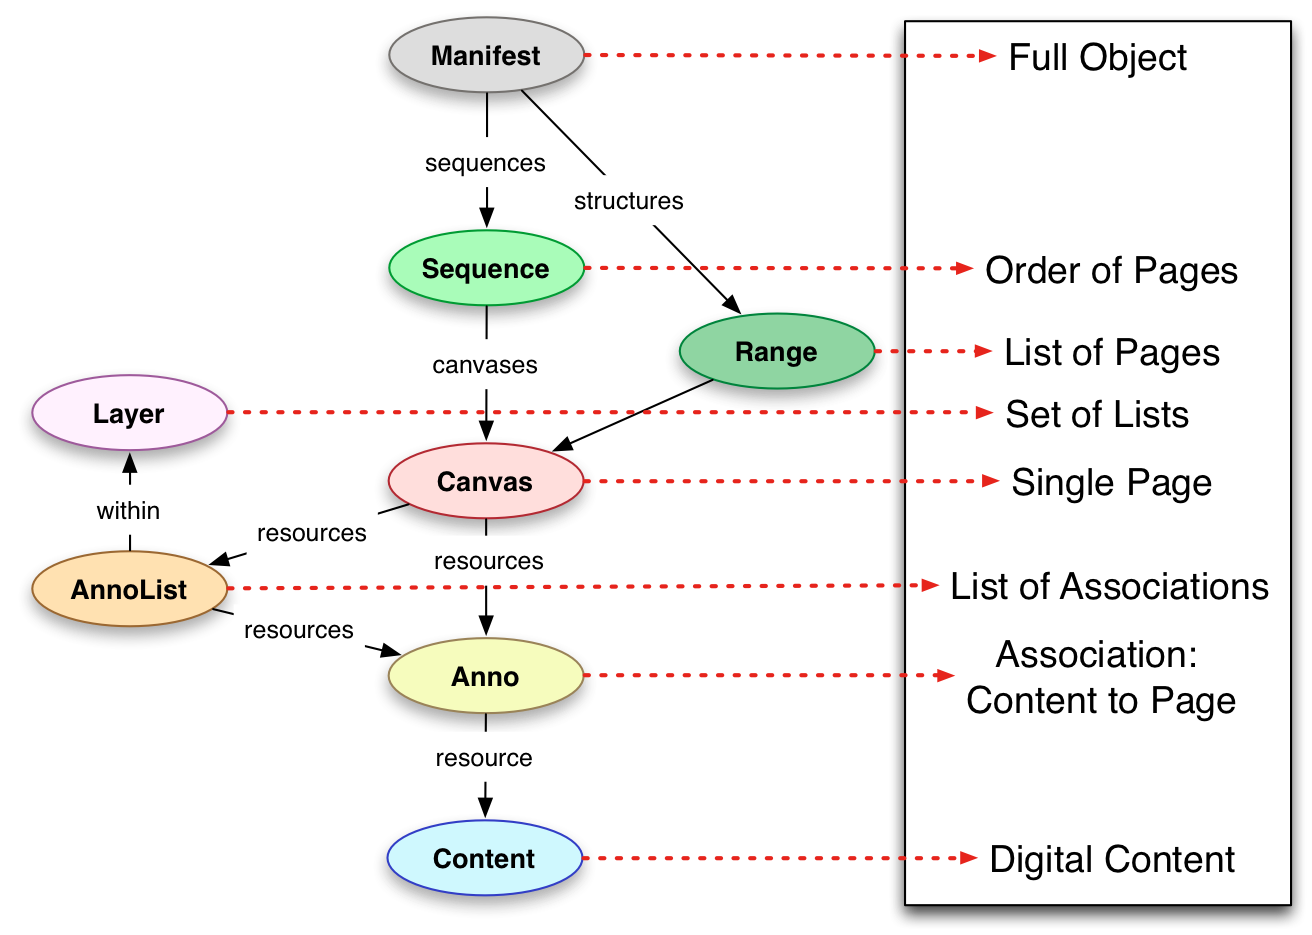 Manifest
Full Object
sequences
structures
Sequence
Order of Pages
Range
List of Pages
canvases
Layer
Set of Lists
Canvas
Single Page
within
resources
resources
AnnoList
List of Associations
resources
Anno
Association:
Content to Page
resource
Content
Digital Content